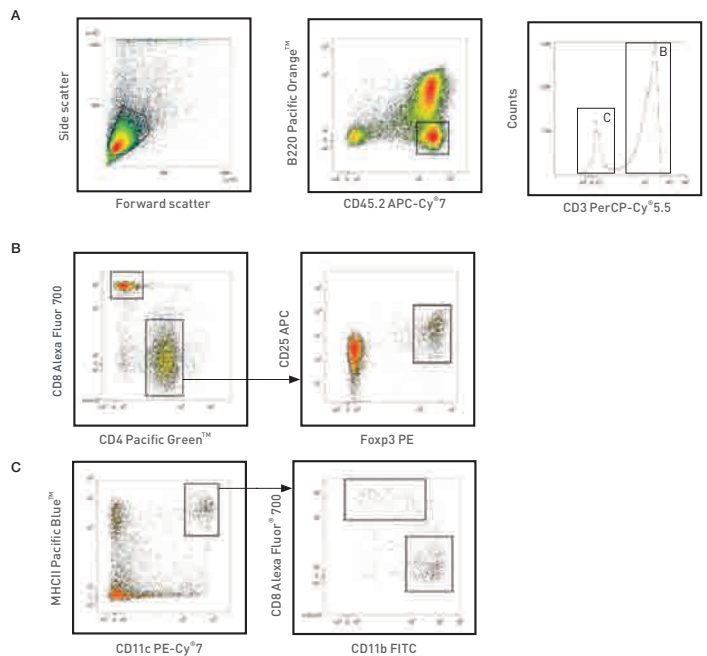 A
Side scatter
Forward scatter
B220 Pacific Orange™
CD45.2 APC-Cy®7
Counts
C
B
CD3 PerCP-Cy®5.5
B
CD8 Alexa Fluor 700
CD4 Pacific Green™
CD25 APC
Foxp3 PE
C
MHCII Pacific Blue™
CD11c PE-Cy®7
CD8 Alexa Fluor® 700
CD11b FITC